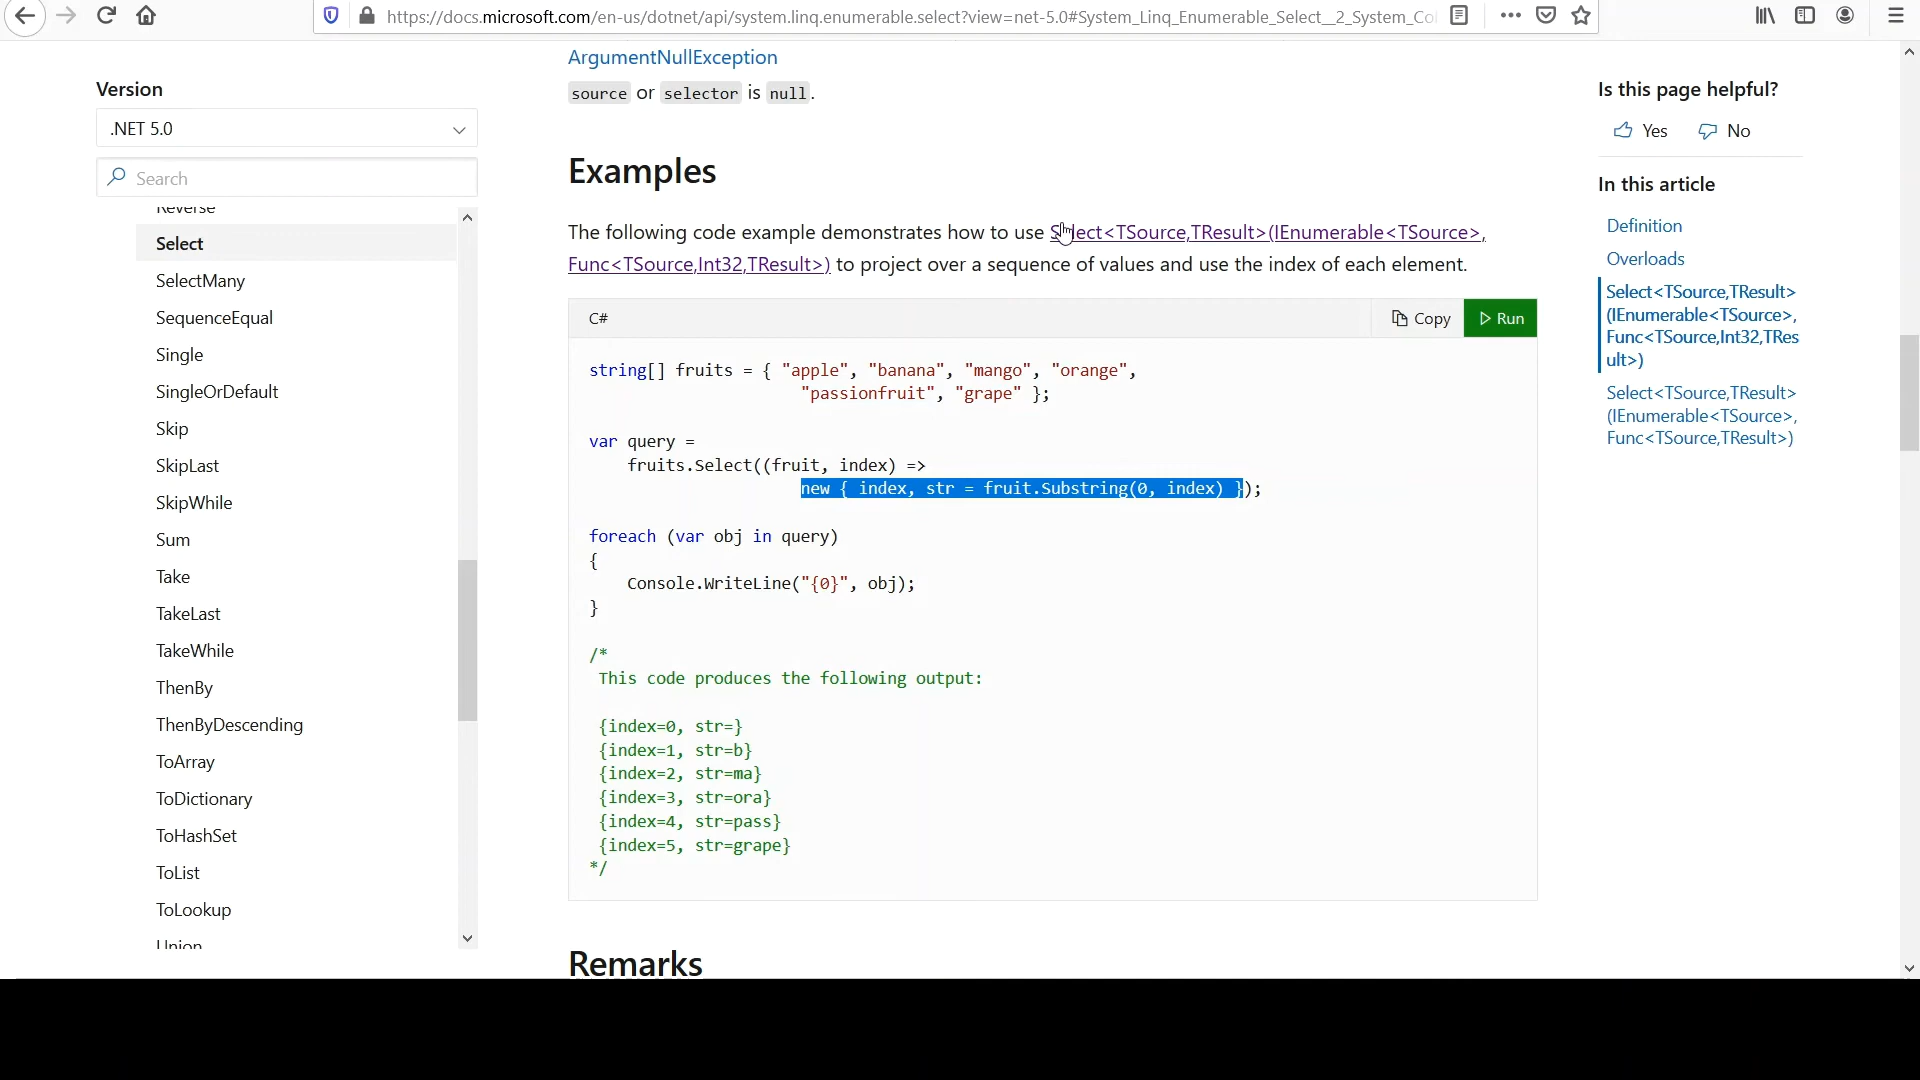 https://docs.microsoft.com/en-us/dotnet/api/system.linq.enumerable.select?view=net-5.0#System_Linq_Enumerable_Select__2_System_Col
Version
.NET 5.0
Search
Reverse
Select
SelectMany
SequenceEqual
Single
SingleOrDefault
Skip
SkipLast
SkipWhile
Sum
Take
TakeLast
TakeWhile
ThenBy
ThenByDescending
ToArray
ToDictionary
ToHashSet
ToList
ToLookup
Union
ArgumentNullException
source or selector is null.
Examples
The following code example demonstrates how to use Select<TSource,TResult>(IEnumerable<TSource>,
Func<TSource,Int32,TResult>) to project over a sequence of values and use the index of each element.
C#
Copy
Run
string[] fruits = { "apple", "banana", "mango", "orange",
"passionfruit", "grape" };
var query =
fruits.Select((fruit, index) =>
new { index, str = fruit.Substring(0, index) });
foreach (var obj in query)
{
Console.WriteLine("{0}", obj);
}
/*
This code produces the following output:
{index=0, str=}
{index=1, str=b}
{index=2, str=ma}
{index=3, str=ora}
{index=4, str=pass}
{index=5, str=grape}
*/
Remarks
Is this page helpful?
Yes
No
In this article
Definition
Overloads
Select<TSource,TResult>
(IEnumerable<TSource>,
Func<TSource,Int32,TRes
ult>)
Select<TSource,TResult>
(IEnumerable<TSource>,
Func<TSource,TResult>)